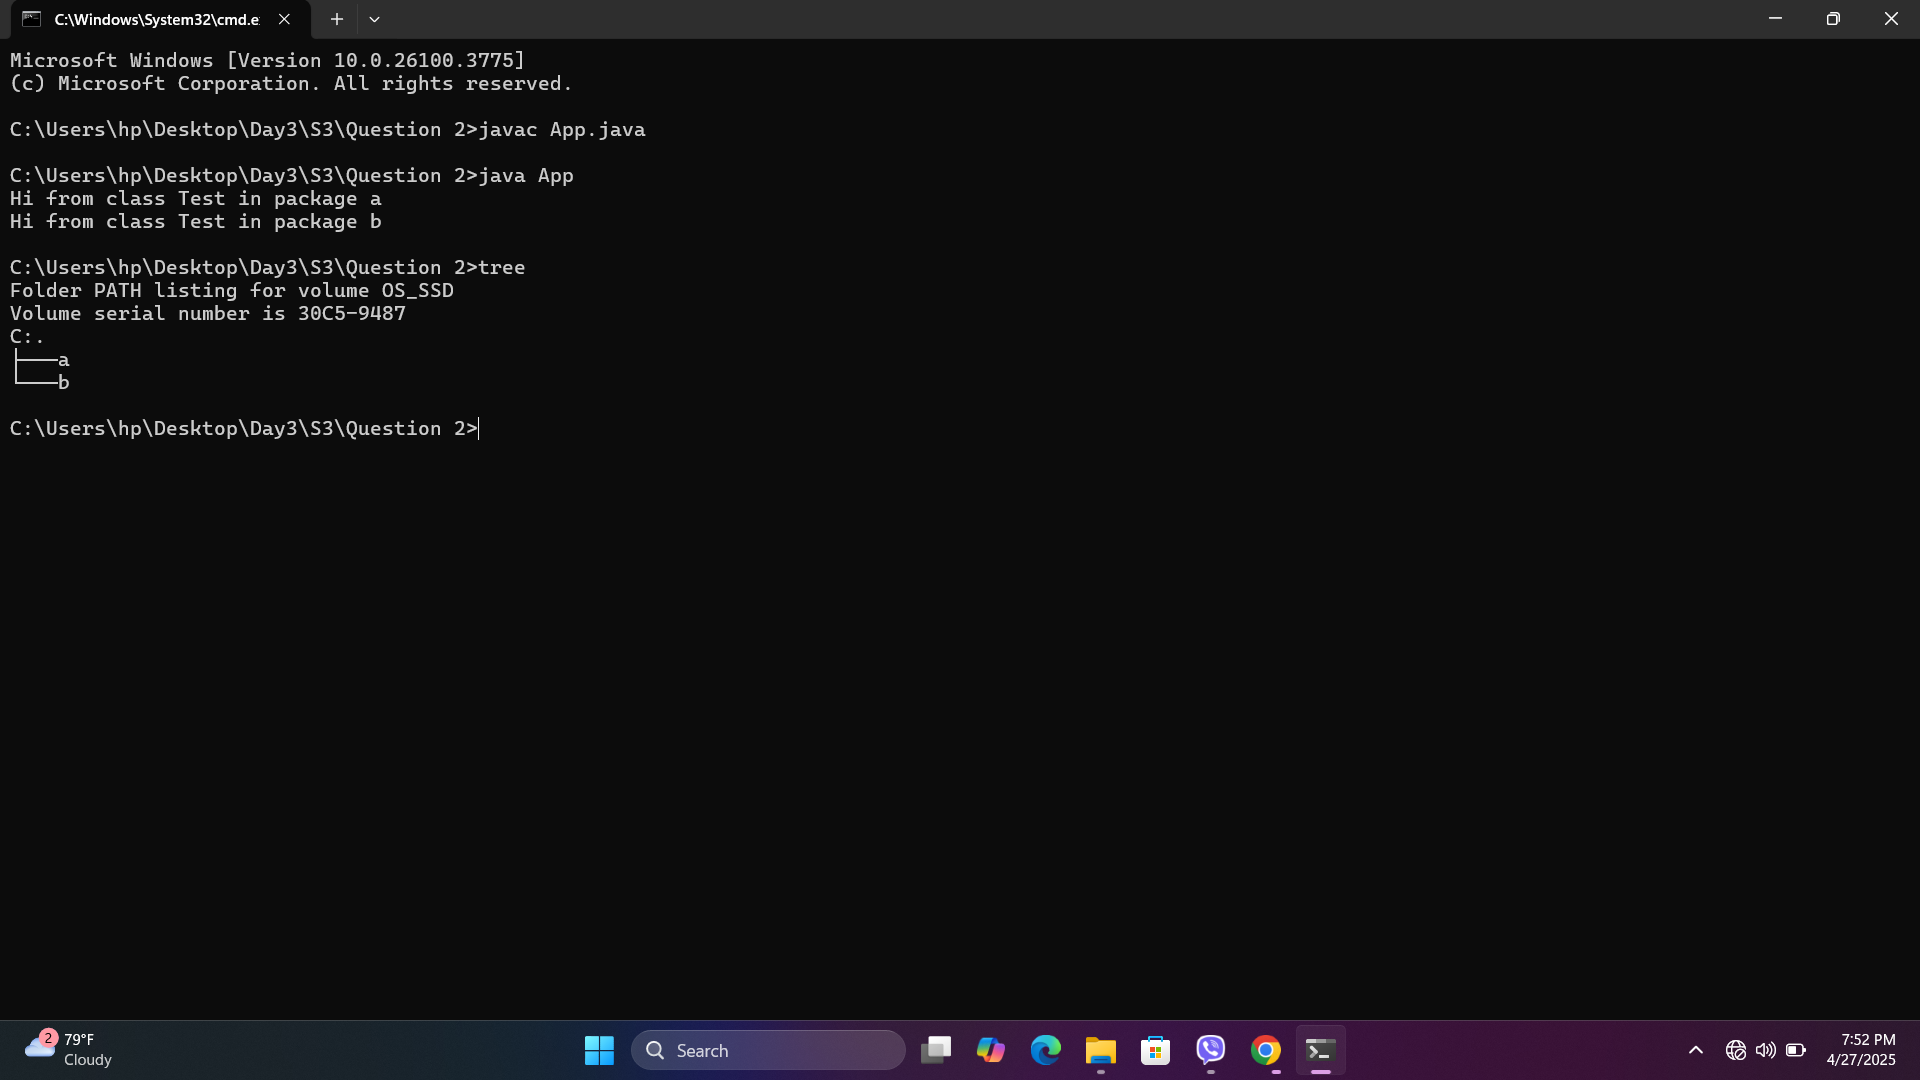 C:\Windows\System32\cmd.e
Microsoft Windows [Version 10.0.26100.3775]
(c) Microsoft Corporation. All rights reserved.
C:\Users\hp\Desktop\Day3\S3\Question 2>javac App.java
C:\Users\hp\Desktop\Day3\S3\Question 2>java App
Hi from class Test in package a
Hi from class Test in package b
C:\Users\hp\Desktop\Day3\S3\Question 2>tree
Folder PATH listing for volume OS_SSD
Volume serial number is 30C5-9487
C:.
├───a
└───b
C:\Users\hp\Desktop\Day3\S3\Question 2>
2
79°F
Cloudy
Search
7:52 PM
4/27/2025